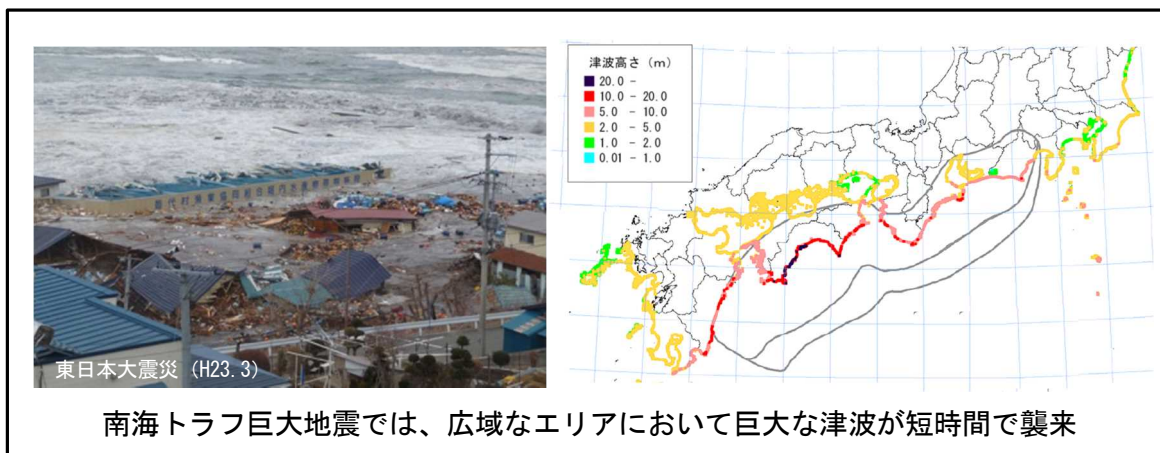 東日本大震災（H23.3）
津波高さ（m）
20.0 -
10.0 - 20.0
5.0 - 10.0
2.0 - 5.0
1.0 - 2.0
0.01 - 1.0
南海トラフ巨大地震では、広域なエリアにおいて巨大な津波が短時間で襲来